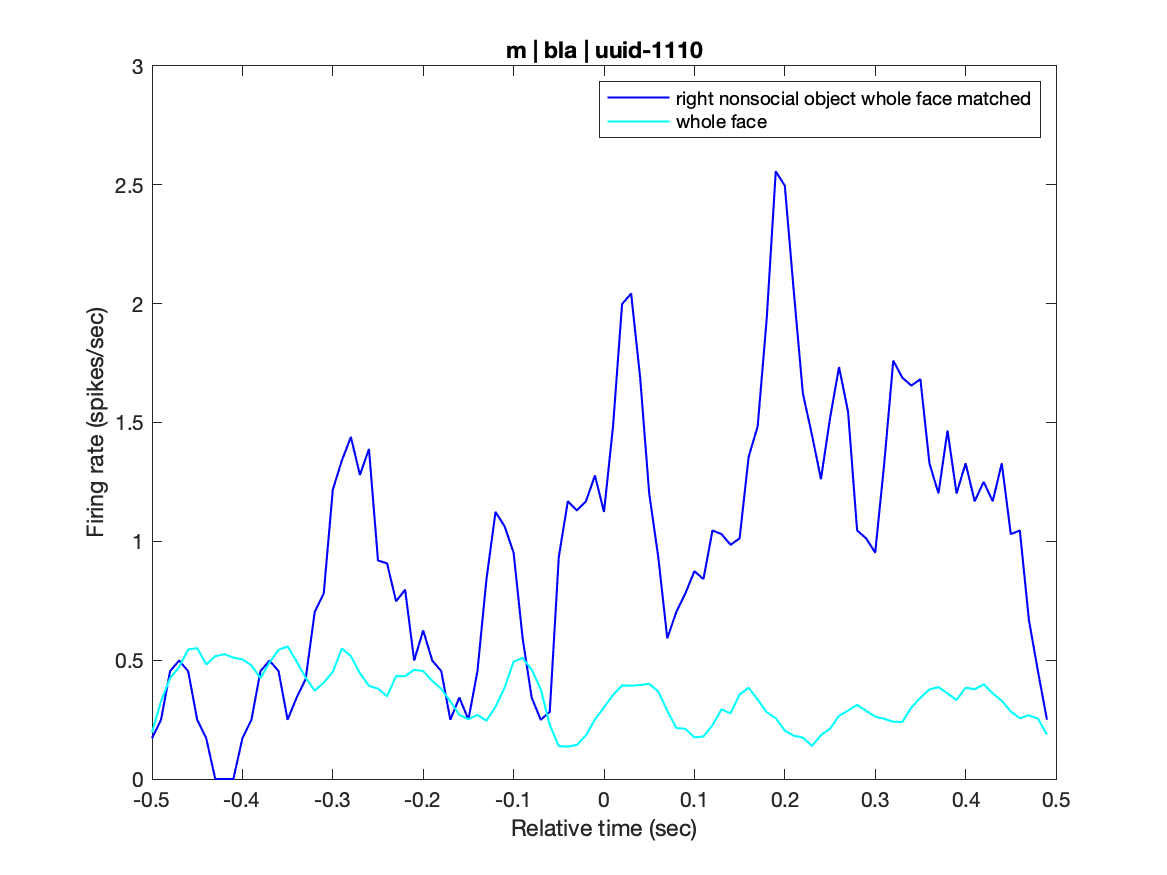 m | bla | uuid-1110
right nonsocial object whole face matched
whole face
Firing rate (spikes/sec)
3
2.5
2
1.5
1
0.5
0
-0.5 -0.4 -0.3 -0.2 -0.1 0 0.1 0.2 0.3 0.4 0.5
Relative time (sec)